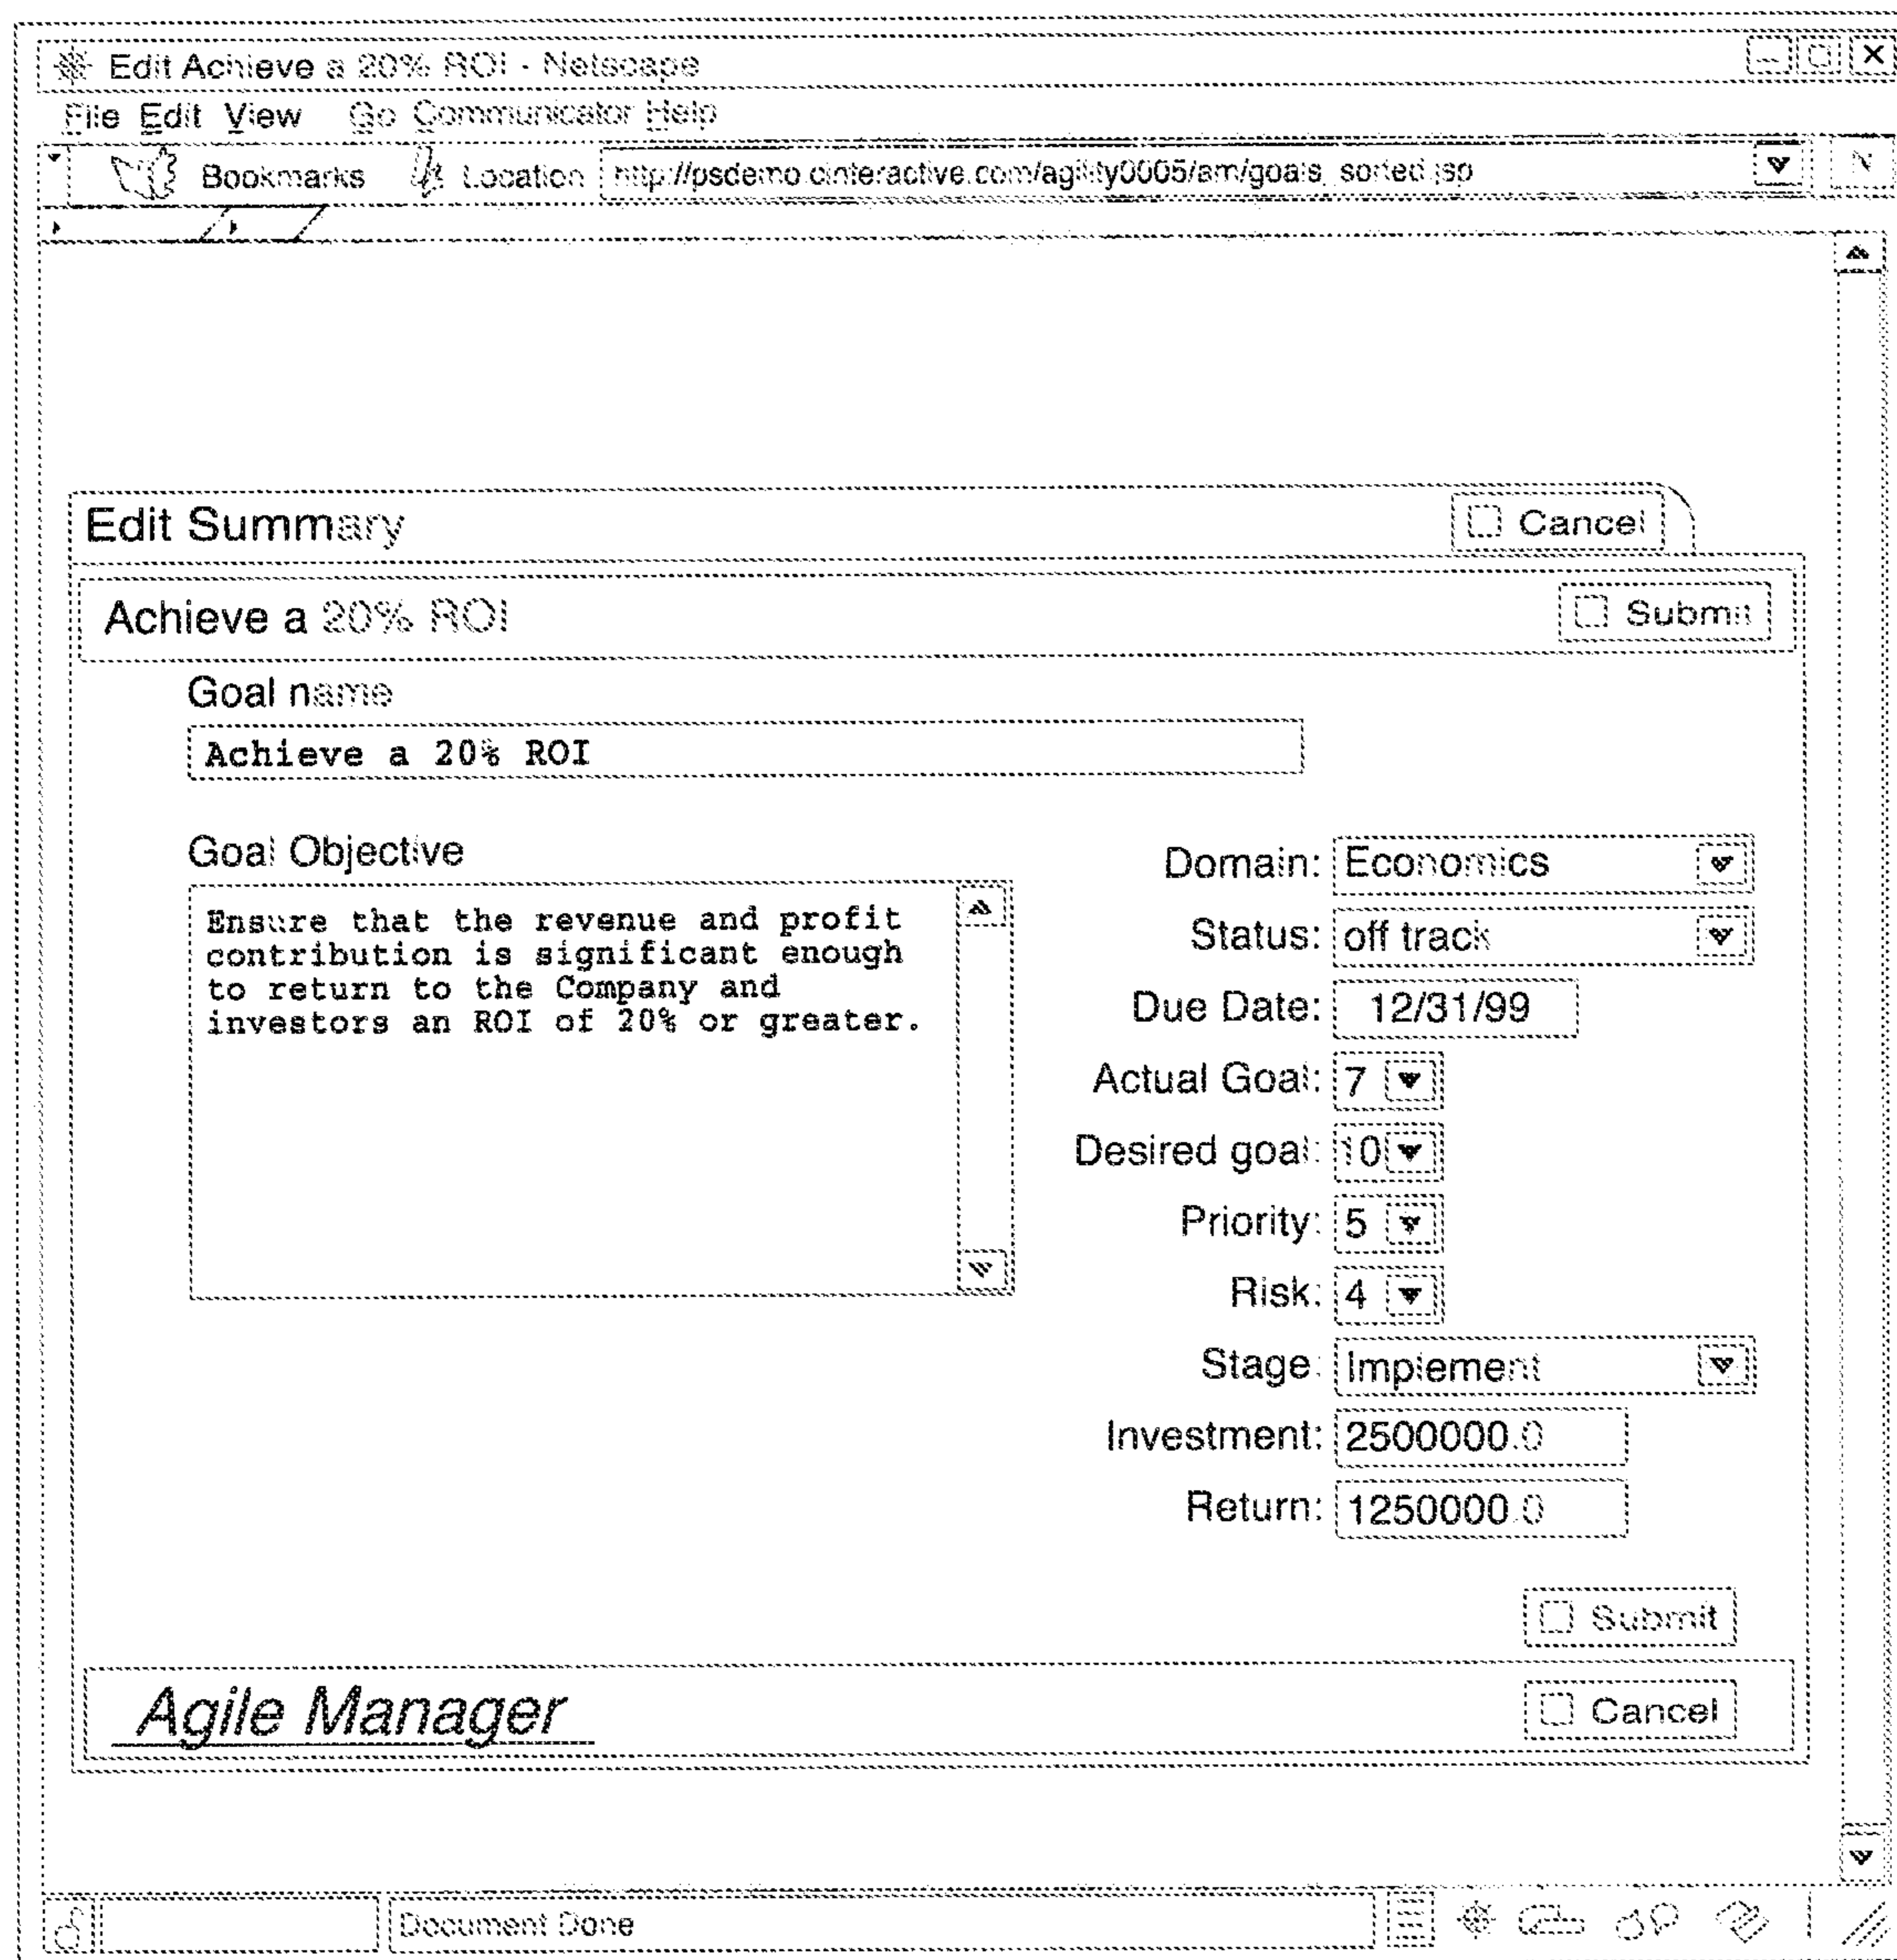 Edit Achieve a 20% ROI - Netscape
File Edit View Go Communicator Help
Bookmarks Location http://psdemo.cinteractive.com/agility0005/am/goals_sorted.jsp N
Edit Summary Cancel
Achieve a 20% ROI Submit
Goal name
Achieve a 20% ROI
Goal Objective
Ensure that the revenue and profit
contribution is significant enough
to return to the Company and
investors an ROI of 20% or greater.
Domain: Economics
Status: off track
Due Date: 12/31/99
Actual Goal: 7
Desired goal: 10
Priority: 5
Risk: 4
Stage: Implement
Investment: 2500000.0
Return: 1250000.0
Submit
Agile Manager Cancel
Document Done